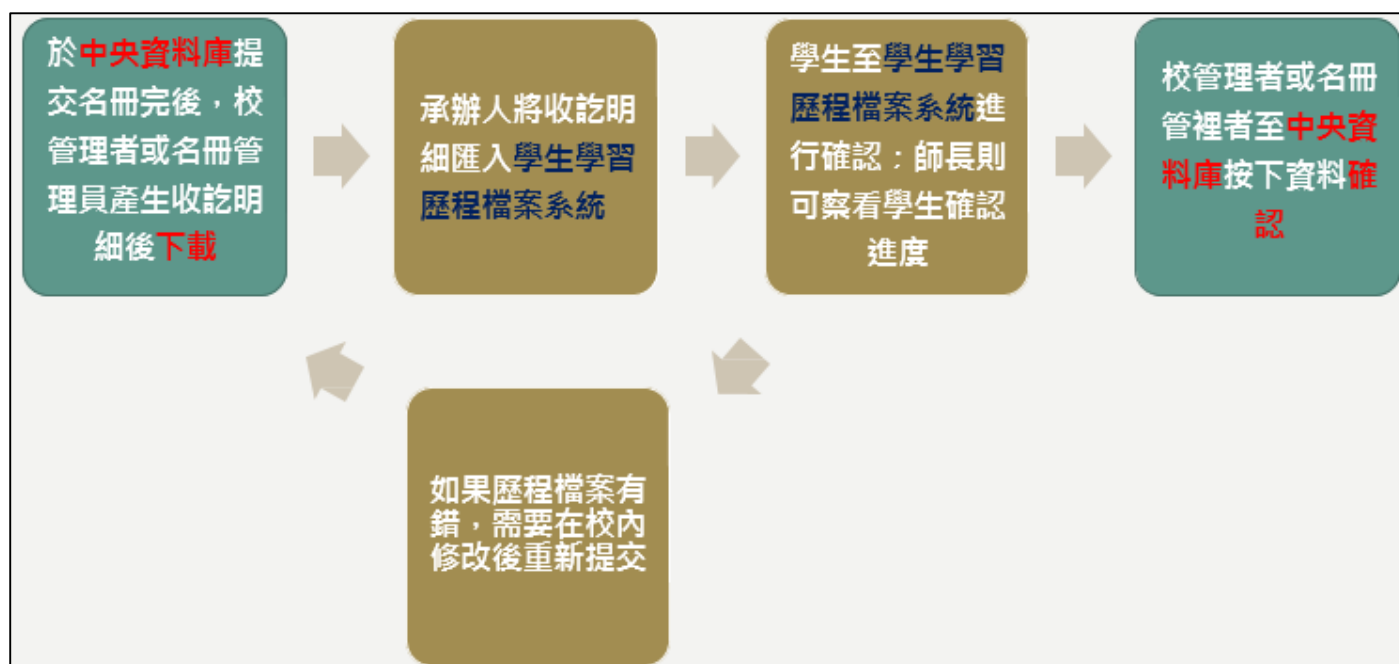 於中央資料庫提
交名冊完後，校
管理者或名冊管
理員產生收訖明
細後下載
承辦人將收訖明
細匯入學生學習
歷程檔案系統
學生至學生學習
歷程檔案系統進
行確認；師長則
可察看學生確認
進度
校管理者或名冊
管裡者至中央資
料庫按下資料確
認
如果歷程檔案有
錯，需要在校內
修改後重新提交